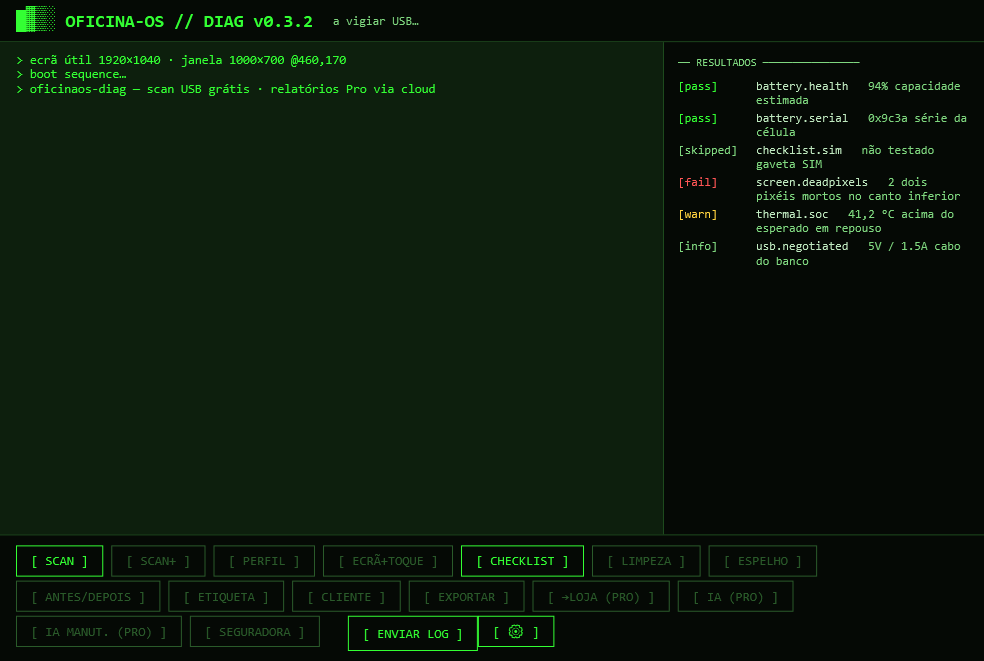 OFICINA-OS // DIAG v0.3.2 a vigiar USB…
> ecrã útil 1920×1040 · janela 1000×700 @460,170
> boot sequence…
> oficinaos-diag — scan USB grátis · relatórios Pro via cloud
── RESULTADOS ────────────────
[pass] battery.health 94% capacidade
estimada
[pass] battery.serial 0x9c3a série da
célula
[skipped] checklist.sim não testado
gaveta SIM
[fail] screen.deadpixels 2 dois
pixéis mortos no canto inferior
[warn] thermal.soc 41,2 °C acima do
esperado em repouso
[info] usb.negotiated 5V / 1.5A cabo
do banco
[ SCAN ] [ SCAN+ ] [ PERFIL ] [ ECRÃ+TOQUE ] [ CHECKLIST ] [ LIMPEZA ] [ ESPELHO ]
[ ANTES/DEPOIS ] [ ETIQUETA ] [ CLIENTE ] [ EXPORTAR ] [ →LOJA (PRO) ] [ IA (PRO) ]
[ IA MANUT. (PRO) ] [ SEGURADORA ] [ ENVIAR LOG ] [ ⚙ ]